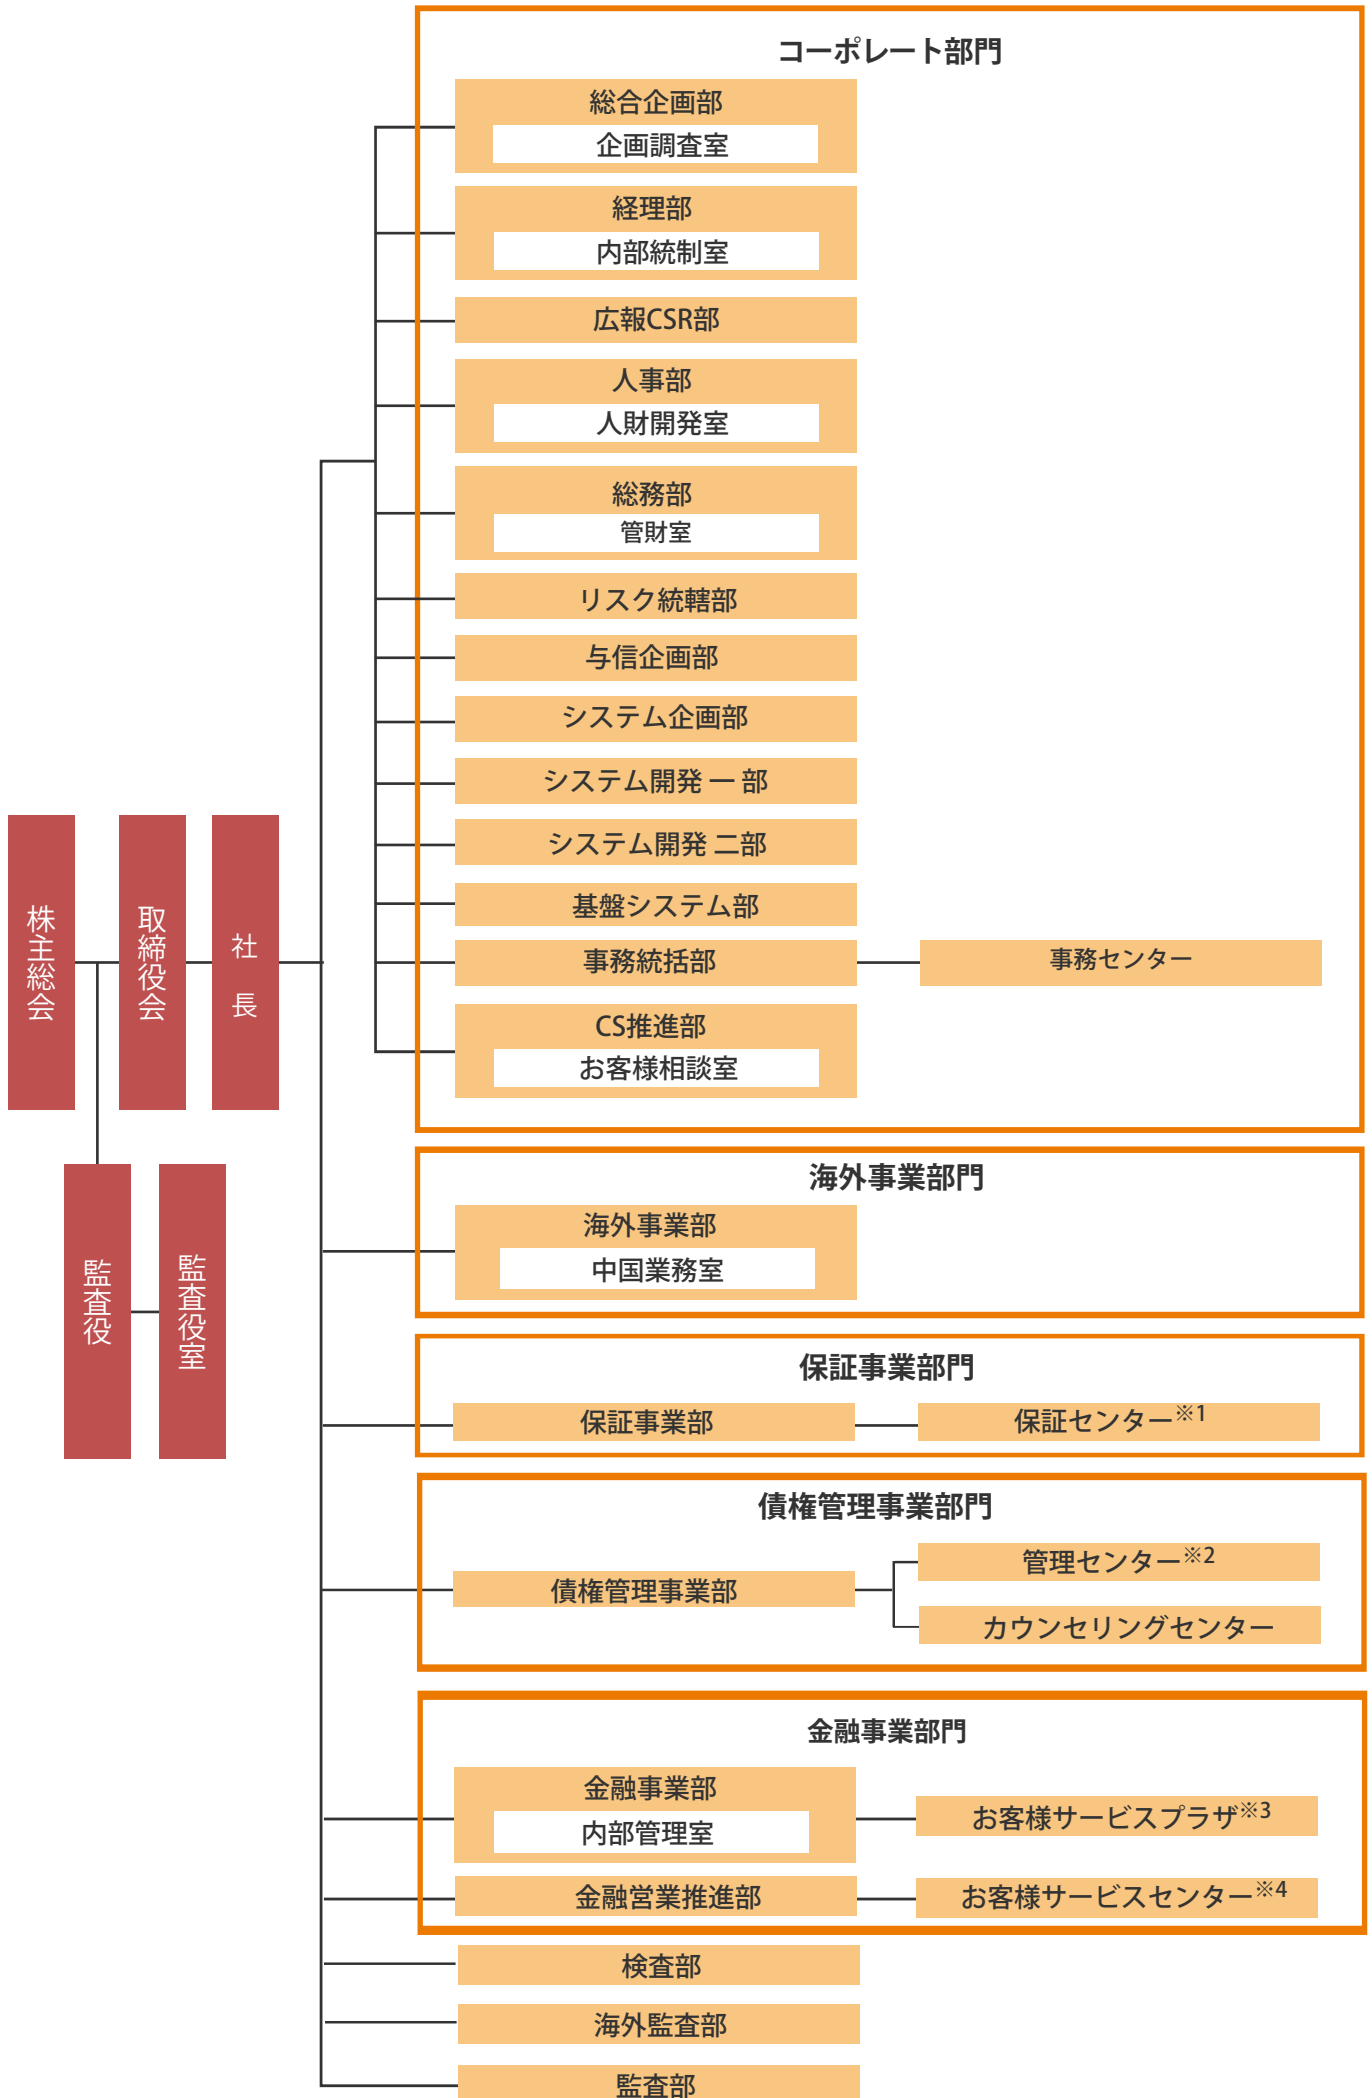 コーポレート部門
総合企画部
企画調査室
経理部
内部統制室
広報CSR部
人事部
人財開発室
総務部
管財室
リスク統轄部
与信企画部
システム企画部
システム開発 一 部
システム開発 二部
基盤システム部
事務統括部
事務センター
CS推進部
お客様相談室
株主総会
取締役会
社 長
監査役
監査役室
海外事業部門
海外事業部
中国業務室
保証事業部門
保証事業部
保証センター※1
債権管理事業部門
債権管理事業部
管理センター※2
カウンセリングセンター
金融事業部門
金融事業部
内部管理室
お客様サービスプラザ※3
金融営業推進部
お客様サービスセンター※4
検査部
海外監査部
監査部